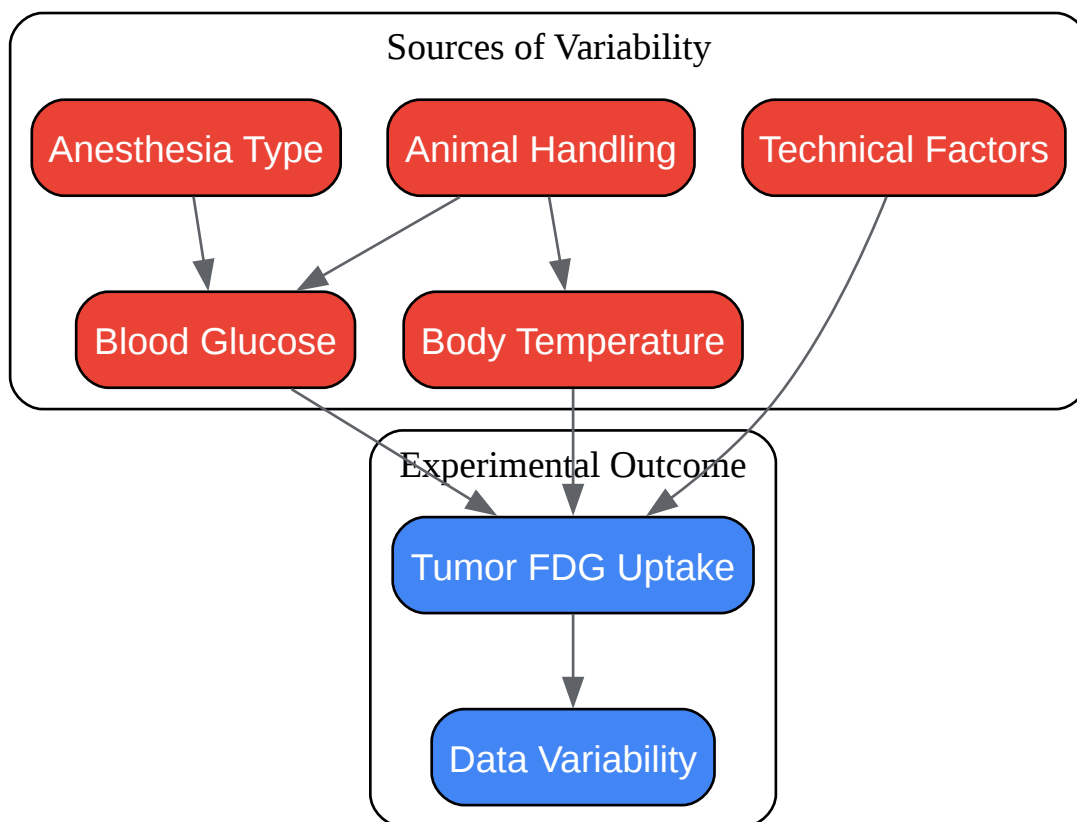 Sources of Variability
Anesthesia Type
Animal Handling
Technical Factors
Blood Glucose
Body Temperature
Experimental Outcome
Tumor FDG Uptake
Data Variability